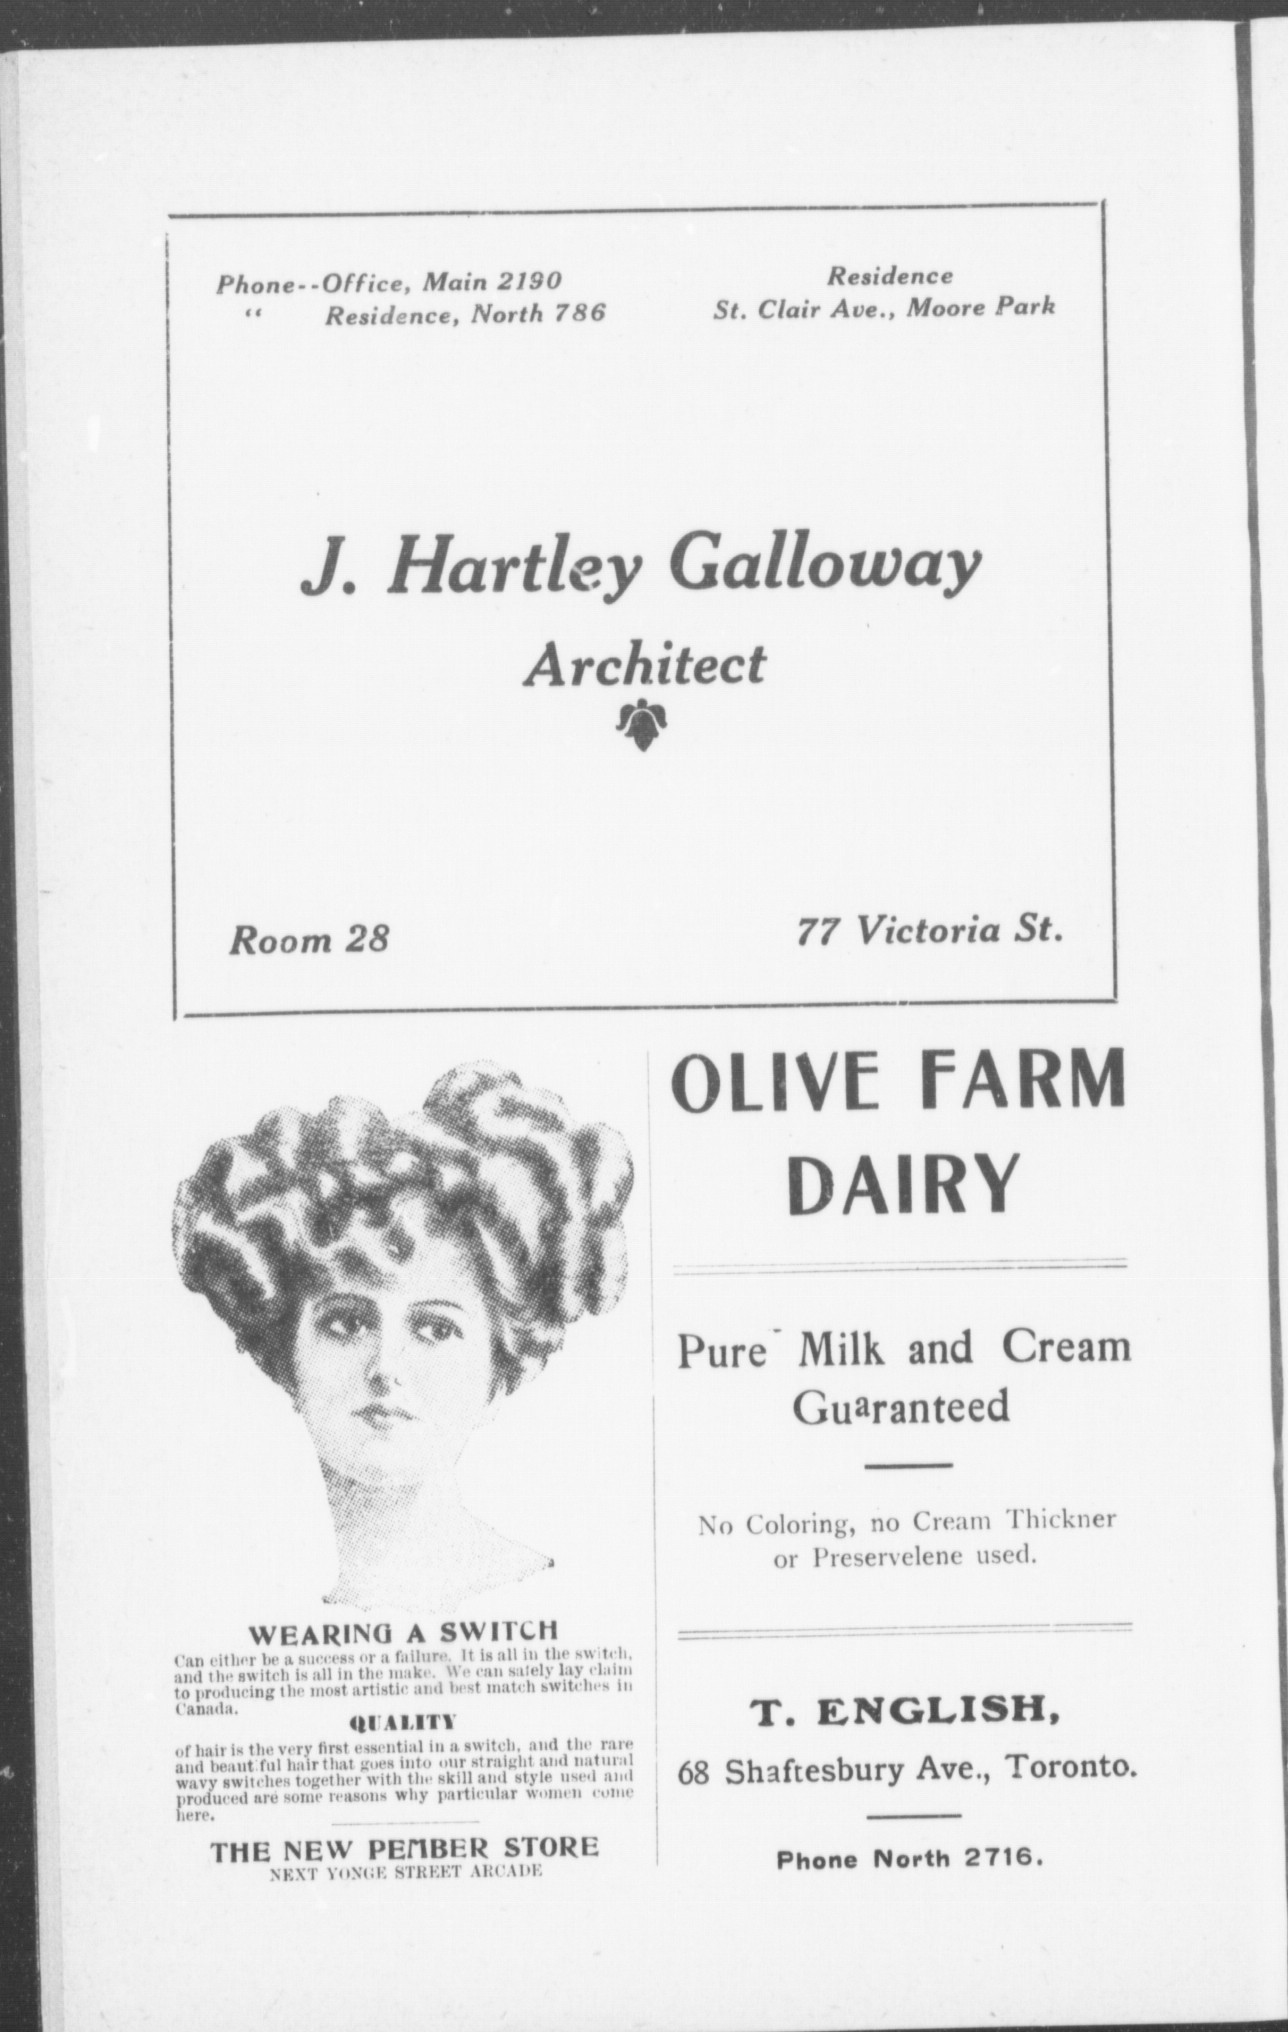 Phone--Office, Main 2190
“ Residence, North 786
Residence
St. Clair Ave., Moore Park
J. Hartley Galloway
Architect
Room 28
77 Victoria St.
WEARING A SWITCH
Can either be a success or a failure. It is all in the switch,
and the switch is all in the make. We can safely lay claim
to producing the most artistic and best match switches in
Canada.
QUALITY
of hair is the very first essential in a switch, and the rare
and beautiful hair that goes into our straight and natural
wavy switches together with the skill and style used and
produced are some reasons why particular women come
here.
THE NEW PEMBER STORE
NEXT YONGE STREET ARCADE
OLIVE FARM
DAIRY
Pure Milk and Cream
Guaranteed
No Coloring, no Cream Thickner
or Preservelene used.
T. ENGLISH,
68 Shaftesbury Ave., Toronto.
Phone North 2716.